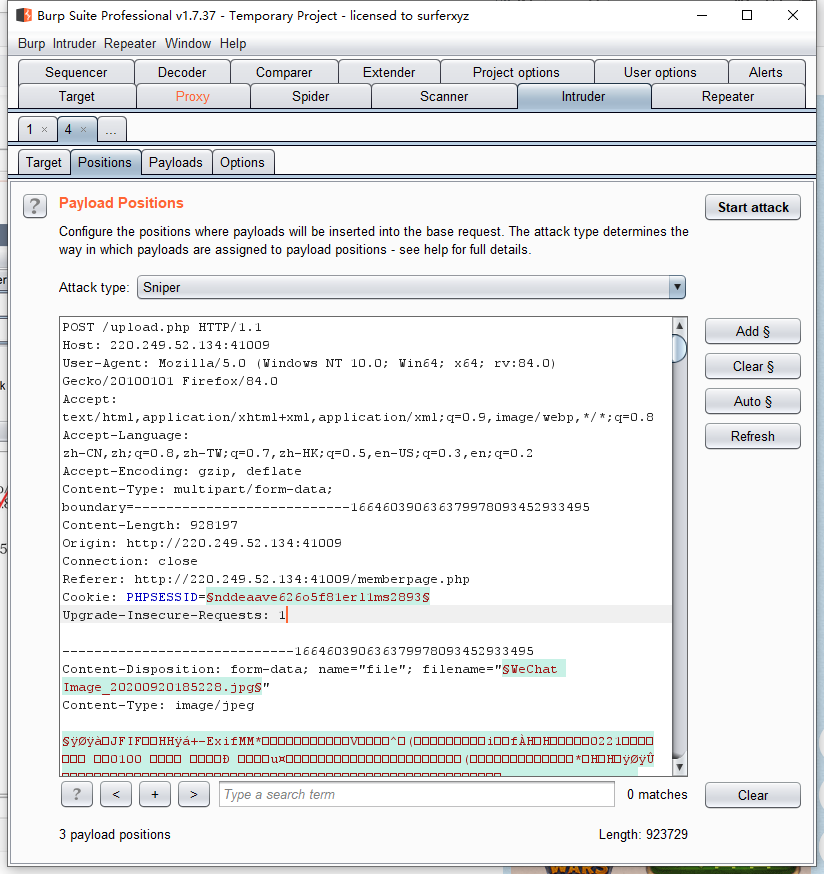 Burp Suite Professional v1.7.37 - Temporary Project - licensed to surferxyz
Burp Intruder Repeater Window Help
Sequencer Decoder Comparer Extender Project options User options Alerts
Target Proxy Spider Scanner Intruder Repeater
1 × 4 × ...
Target Positions Payloads Options
? Payload Positions Start attack
Configure the positions where payloads will be inserted into the base request. The attack type determines the
way in which payloads are assigned to payload positions - see help for full details.
Attack type: Sniper
POST /upload.php HTTP/1.1
Host: 220.249.52.134:41009
User-Agent: Mozilla/5.0 (Windows NT 10.0; Win64; x64; rv:84.0)
Gecko/20100101 Firefox/84.0
Accept:
text/html,application/xhtml+xml,application/xml;q=0.9,image/webp,*/*;q=0.8
Accept-Language:
zh-CN,zh;q=0.8,zh-TW;q=0.7,zh-HK;q=0.5,en-US;q=0.3,en;q=0.2
Accept-Encoding: gzip, deflate
Content-Type: multipart/form-data;
boundary=---------------------------166460390636379978093452933495
Content-Length: 928197
Origin: http://220.249.52.134:41009
Connection: close
Referer: http://220.249.52.134:41009/memberpage.php
Cookie: PHPSESSID=§nddeaave626o5f81er11ms2893§
Upgrade-Insecure-Requests: 1
-----------------------------166460390636379978093452933495
Content-Disposition: form-data; name="file"; filename="§WeChat
Image_20200920185228.jpg§"
Content-Type: image/jpeg
Add §
Clear §
Auto §
Refresh
? < + > Type a search term 0 matches Clear
3 payload positions Length: 923729